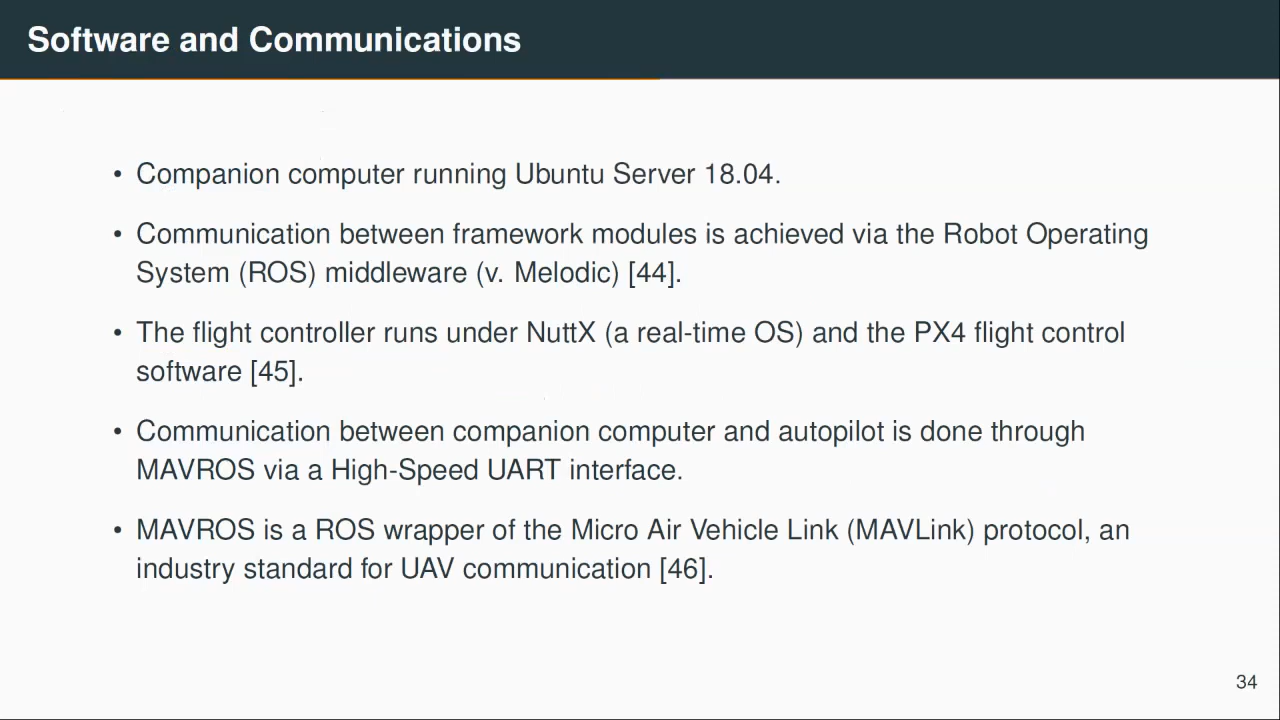 Software and Communications
• Companion computer running Ubuntu Server 18.04.
• Communication between framework modules is achieved via the Robot Operating
System (ROS) middleware (v. Melodic) [44].
• The flight controller runs under NuttX (a real-time OS) and the PX4 flight control
software [45].
• Communication between companion computer and autopilot is done through
MAVROS via a High-Speed UART interface.
• MAVROS is a ROS wrapper of the Micro Air Vehicle Link (MAVLink) protocol, an
industry standard for UAV communication [46].
34